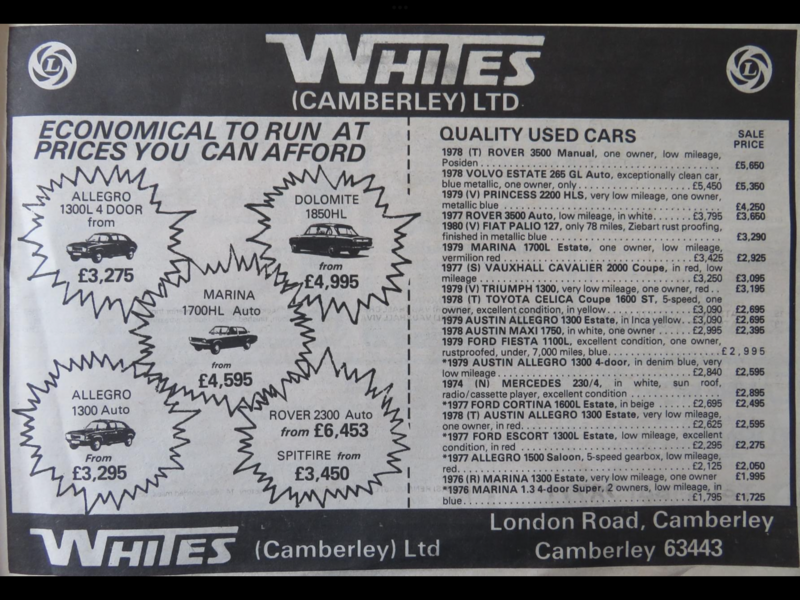 L
WHITES
L
(CAMBERLEY) LTD
ECONOMICAL TO RUN AT
PRICES YOU CAN AFFORD
ALLEGRO
1300L 4 DOOR
from
£3,275
DOLOMITE
1850HL
from
£4,995
MARINA
1700HL Auto
from
£4,595
ALLEGRO
1300 Auto
From
£3,295
ROVER 2300 Auto
from £6,453
SPITFIRE from
£3,450
QUALITY USED CARS
SALE
PRICE
1978 (T) ROVER 3500 Manual, one owner, low mileage,
Posiden £5,650
1978 VOLVO ESTATE 265 GL Auto, exceptionally clean car,
blue metallic, one owner, only £5,450 £5,350
1979 (V) PRINCESS 2200 HLS, very low mileage, one owner,
metallic blue £4,250
1977 ROVER 3500 Auto, low mileage, in white £3,795 £3,650
1980 (V) FIAT PALIO 127, only 78 miles, Ziebart rust proofing,
finished in metallic blue £3,290
1979 MARINA 1700L Estate, one owner, low mileage,
vermilion red £3,425 £2,925
1977 (S) VAUXHALL CAVALIER 2000 Coupe, in red, low
mileage £3,250 £3,095
1979 (V) TRIUMPH 1300, very low mileage, one owner, red £3,195
1978 (T) TOYOTA CELICA Coupe 1600 ST, 5-speed, one
owner, excellent condition, in yellow £3,090 £2,695
1979 AUSTIN ALLEGRO 1300 Estate, in Inca yellow £3,090 £2,695
1978 AUSTIN MAXI 1750, in white, one owner £2,995 £2,395
1979 FORD FIESTA 1100L, excellent condition, one owner,
rustproofed, under, 7,000 miles, blue £2,995
*1979 AUSTIN ALLEGRO 1300 4-door, in denim blue, very
low mileage £2,840 £2,595
1974 (N) MERCEDES 230/4, in white, sun roof,
radio/cassette player, excellent condition £2,895
*1977 FORD CORTINA 1600L Estate, in beige £2,695 £2,495
1978 (T) AUSTIN ALLEGRO 1300 Estate, very low mileage,
one owner, in red £2,625 £2,595
*1977 FORD ESCORT 1300L Estate, low mileage, excellent
condition, in red £2,295 £2,275
*1977 ALLEGRO 1500 Saloon, 5-speed gearbox, low mileage,
red £2,125 £2,050
1976 (R) MARINA 1300 Estate, very low mileage, one owner £1,995
*1976 MARINA 1.3 4-door Super, 2 owners, low mileage, in
blue £1,795 £1,725
WHITES (Camberley) Ltd
London Road, Camberley
Camberley 63443